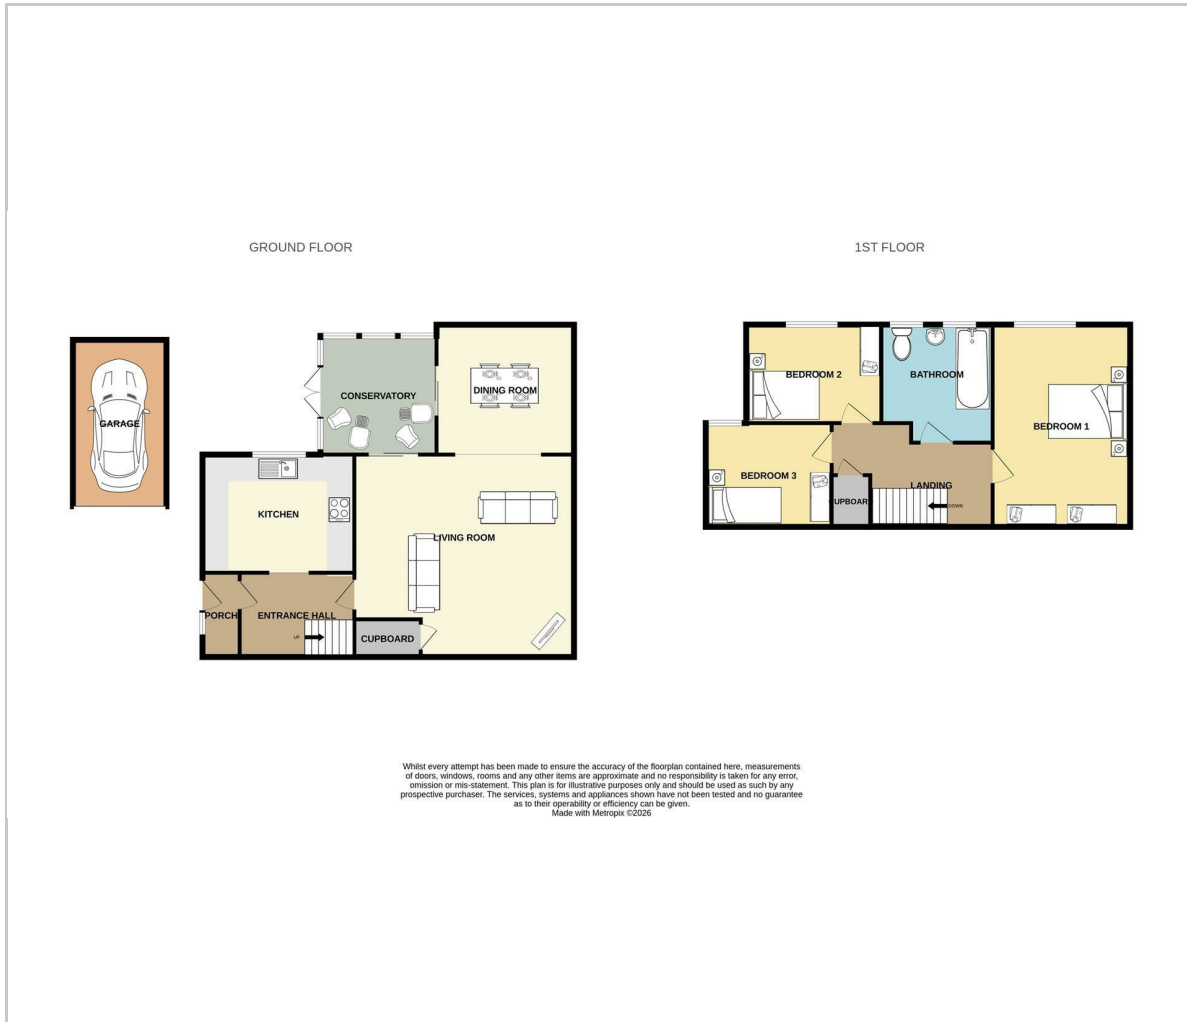 GROUND FLOOR
1ST FLOOR
GARAGE
CONSERVATORY
DINING ROOM
KITCHEN
LIVING ROOM
PORCH
ENTRANCE HALL
UP
CUPBOARD
BEDROOM 2
BATHROOM
BEDROOM 1
BEDROOM 3
LANDING
CUPBOARD
DOWN
Whilst every attempt has been made to ensure the accuracy of the floorplan contained here, measurements
of doors, windows, rooms and any other items are approximate and no responsibility is taken for any error,
omission or mis-statement. This plan is for illustrative purposes only and should be used as such by any
prospective purchaser. The services, systems and appliances shown have not been tested and no guarantee
as to their operability or efficiency can be given.
Made with Metropix ©2026